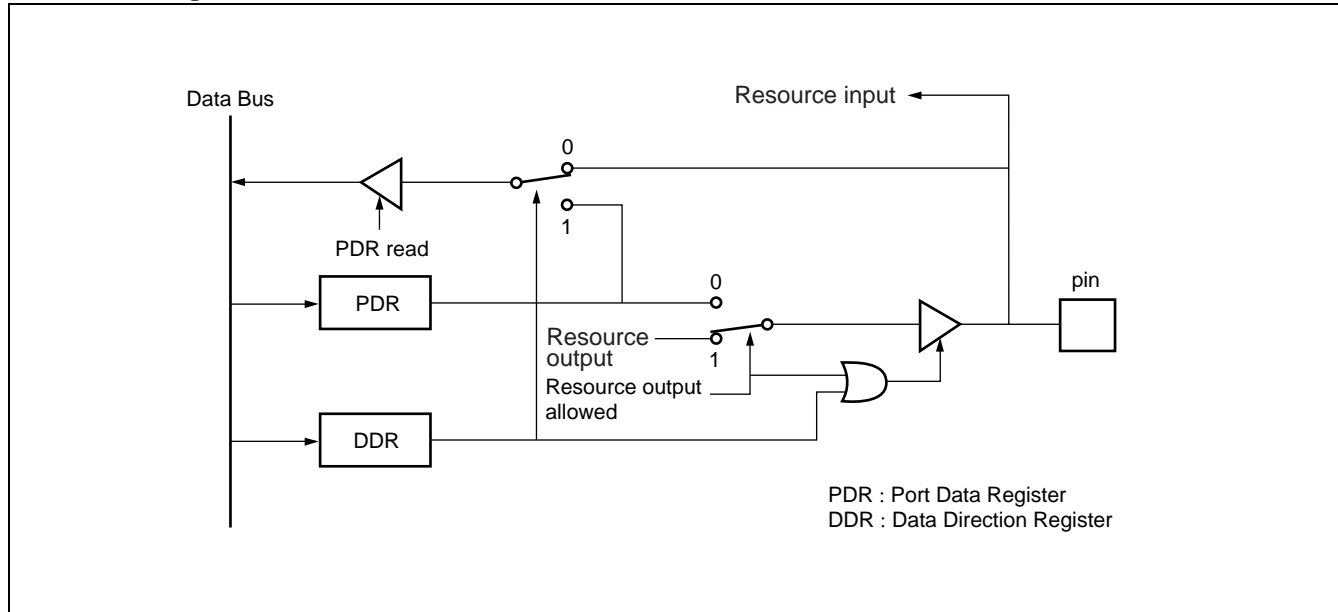 Data Bus
Resource input
0
1
PDR read
PDR
0
pin
Resource
output
1
Resource output
allowed
DDR
PDR : Port Data Register
DDR : Data Direction Register